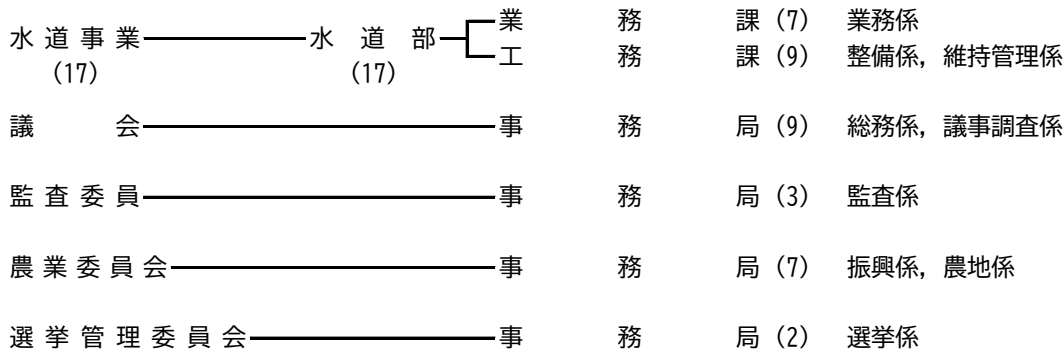 業務課(7) 業務係
水道事業 水道部
工務課(9) 整備係，維持管理係
(17) (17)
議会 事務局(9) 総務係，議事調査係
監査委員 事務局(3) 監査係
農業委員会 事務局(7) 振興係，農地係
選挙管理委員会 事務局(2) 選挙係